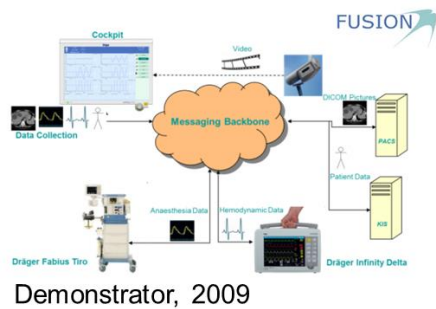 FUSION
Cockpit
Video
DICOM Pictures
Messaging Backbone
Data Collection
PACS
Patient Data
Anaesthesia Data
Hemodynamic Data
KIS
Dräger Fabius Tiro
Dräger Infinity Delta
Demonstrator, 2009